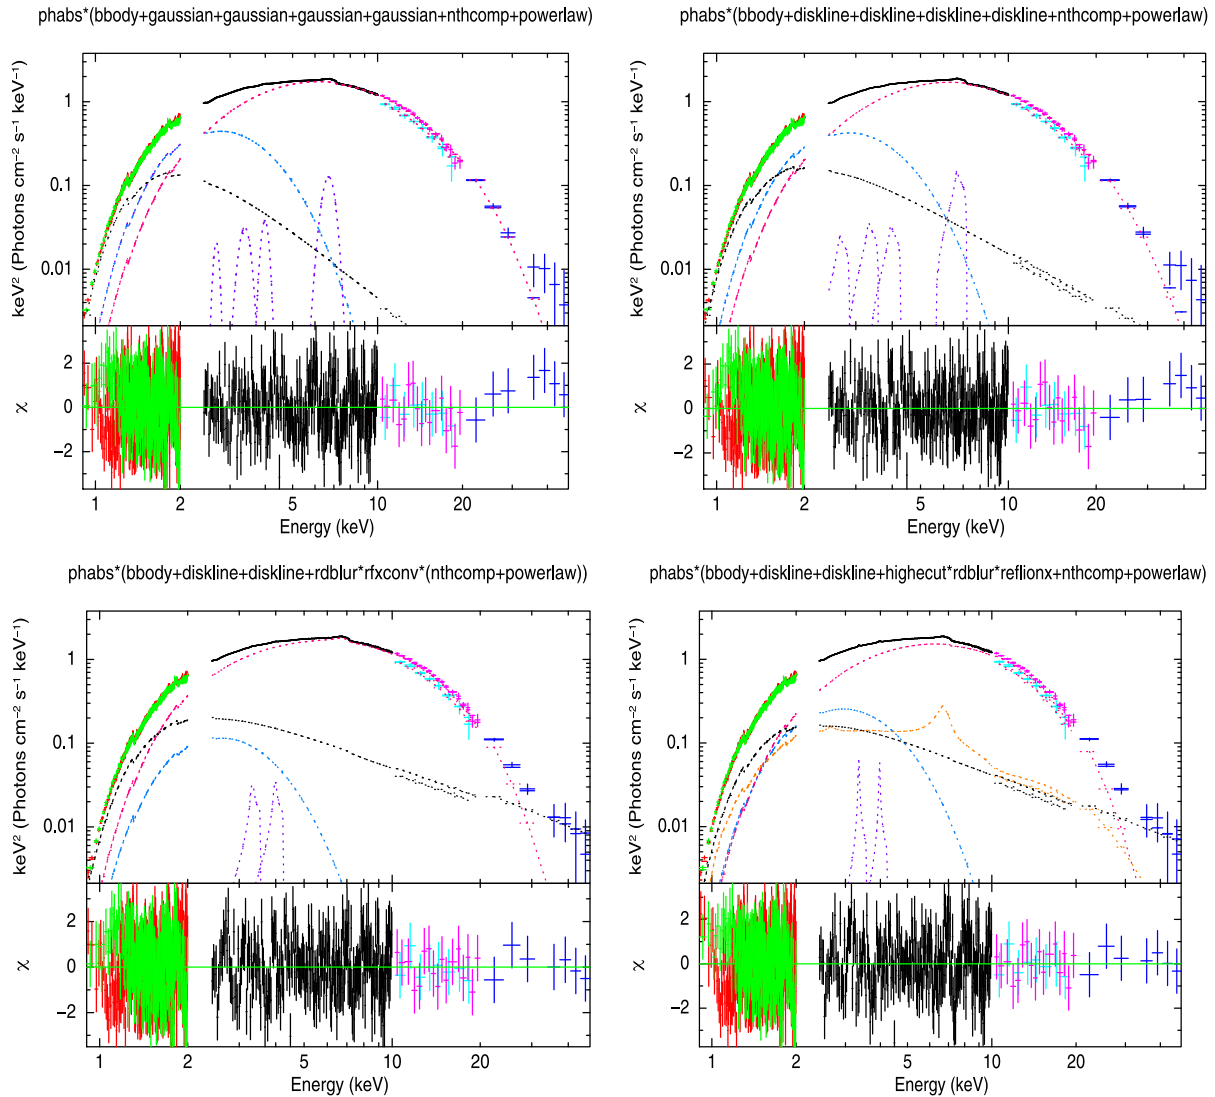 phabs*(bbody+gaussian+gaussian+gaussian+gaussian+nthcomp+powerlaw)
keV² (Photons cm⁻² s⁻¹ keV⁻¹)
1
0.1
0.01
χ
2
0
−2
1 2 5 10 20
Energy (keV)
phabs*(bbody+diskline+diskline+diskline+diskline+nthcomp+powerlaw)
keV² (Photons cm⁻² s⁻¹ keV⁻¹)
1
0.1
0.01
χ
2
0
−2
1 2 5 10 20
Energy (keV)
phabs*(bbody+diskline+diskline+rdblur*rfxconv*(nthcomp+powerlaw))
keV² (Photons cm⁻² s⁻¹ keV⁻¹)
1
0.1
0.01
χ
2
0
−2
1 2 5 10 20
Energy (keV)
phabs*(bbody+diskline+diskline+highecut*rdblur*reflionx+nthcomp+powerlaw)
keV² (Photons cm⁻² s⁻¹ keV⁻¹)
1
0.1
0.01
χ
2
0
−2
1 2 5 10 20
Energy (keV)